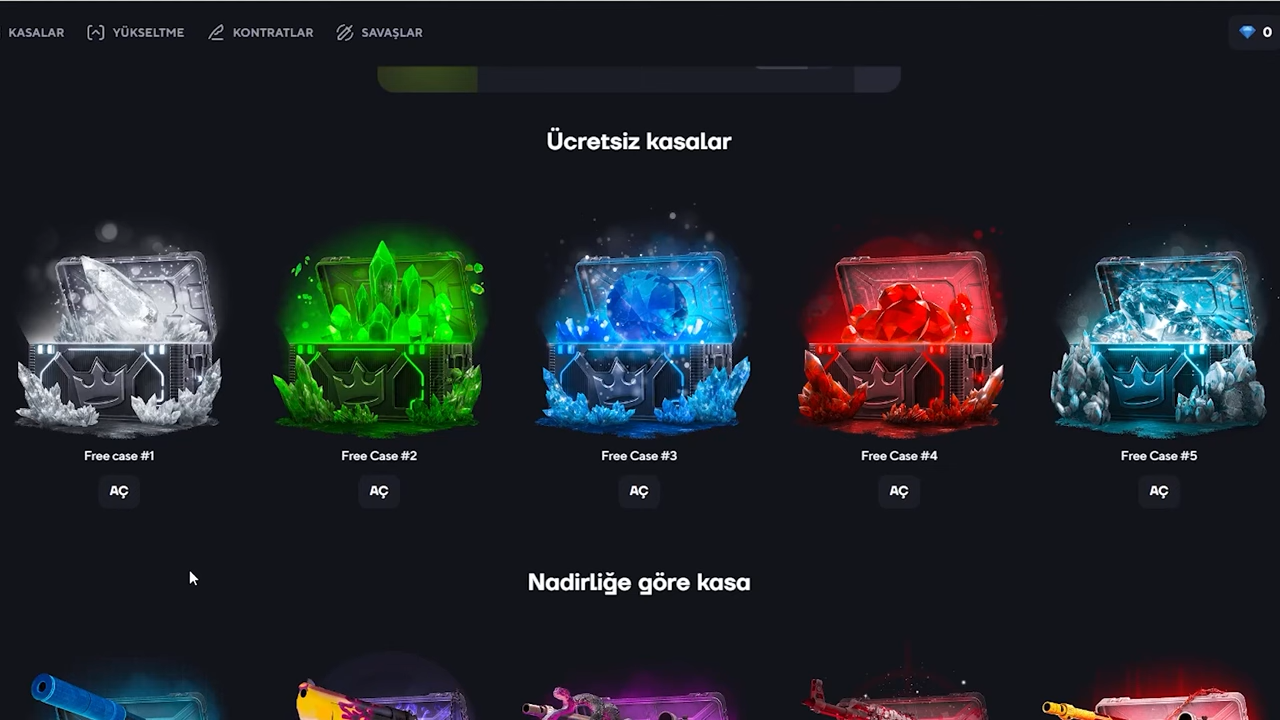 KASALAR YÜKSELTME KONTRATLAR SAVAŞLAR 0
Ücretsiz kasalar
Free case #1 Free Case #2 Free Case #3 Free Case #4 Free Case #5
AÇ AÇ AÇ AÇ AÇ
Nadirliğe göre kasa